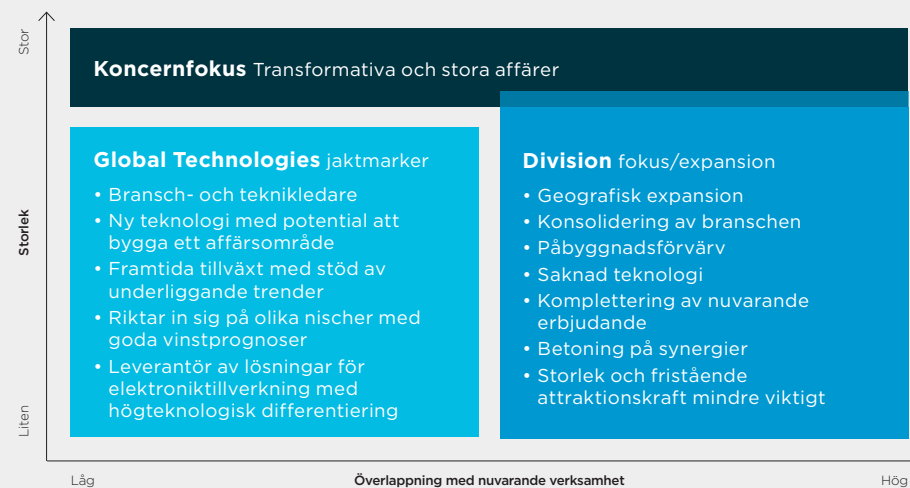 Stor
Koncernfokus Transformativa och stora affärer
Global Technologies jaktmarker
• Bransch- och teknikledare
• Ny teknologi med potential att
bygga ett affärsområde
• Framtida tillväxt med stöd av
underliggande trender
• Riktar in sig på olika nischer med
goda vinstprognoser
• Leverantör av lösningar för
elektroniktillverkning med
högteknologisk differentiering
Division fokus/expansion
• Geografisk expansion
• Konsolidering av branschen
• Påbyggnadsförvärv
• Saknad teknologi
• Komplettering av nuvarande
erbjudande
• Betoning på synergier
• Storlek och fristående
attraktionskraft mindre viktigt
Storlek
Liten
Låg
Överlappning med nuvarande verksamhet
Hög